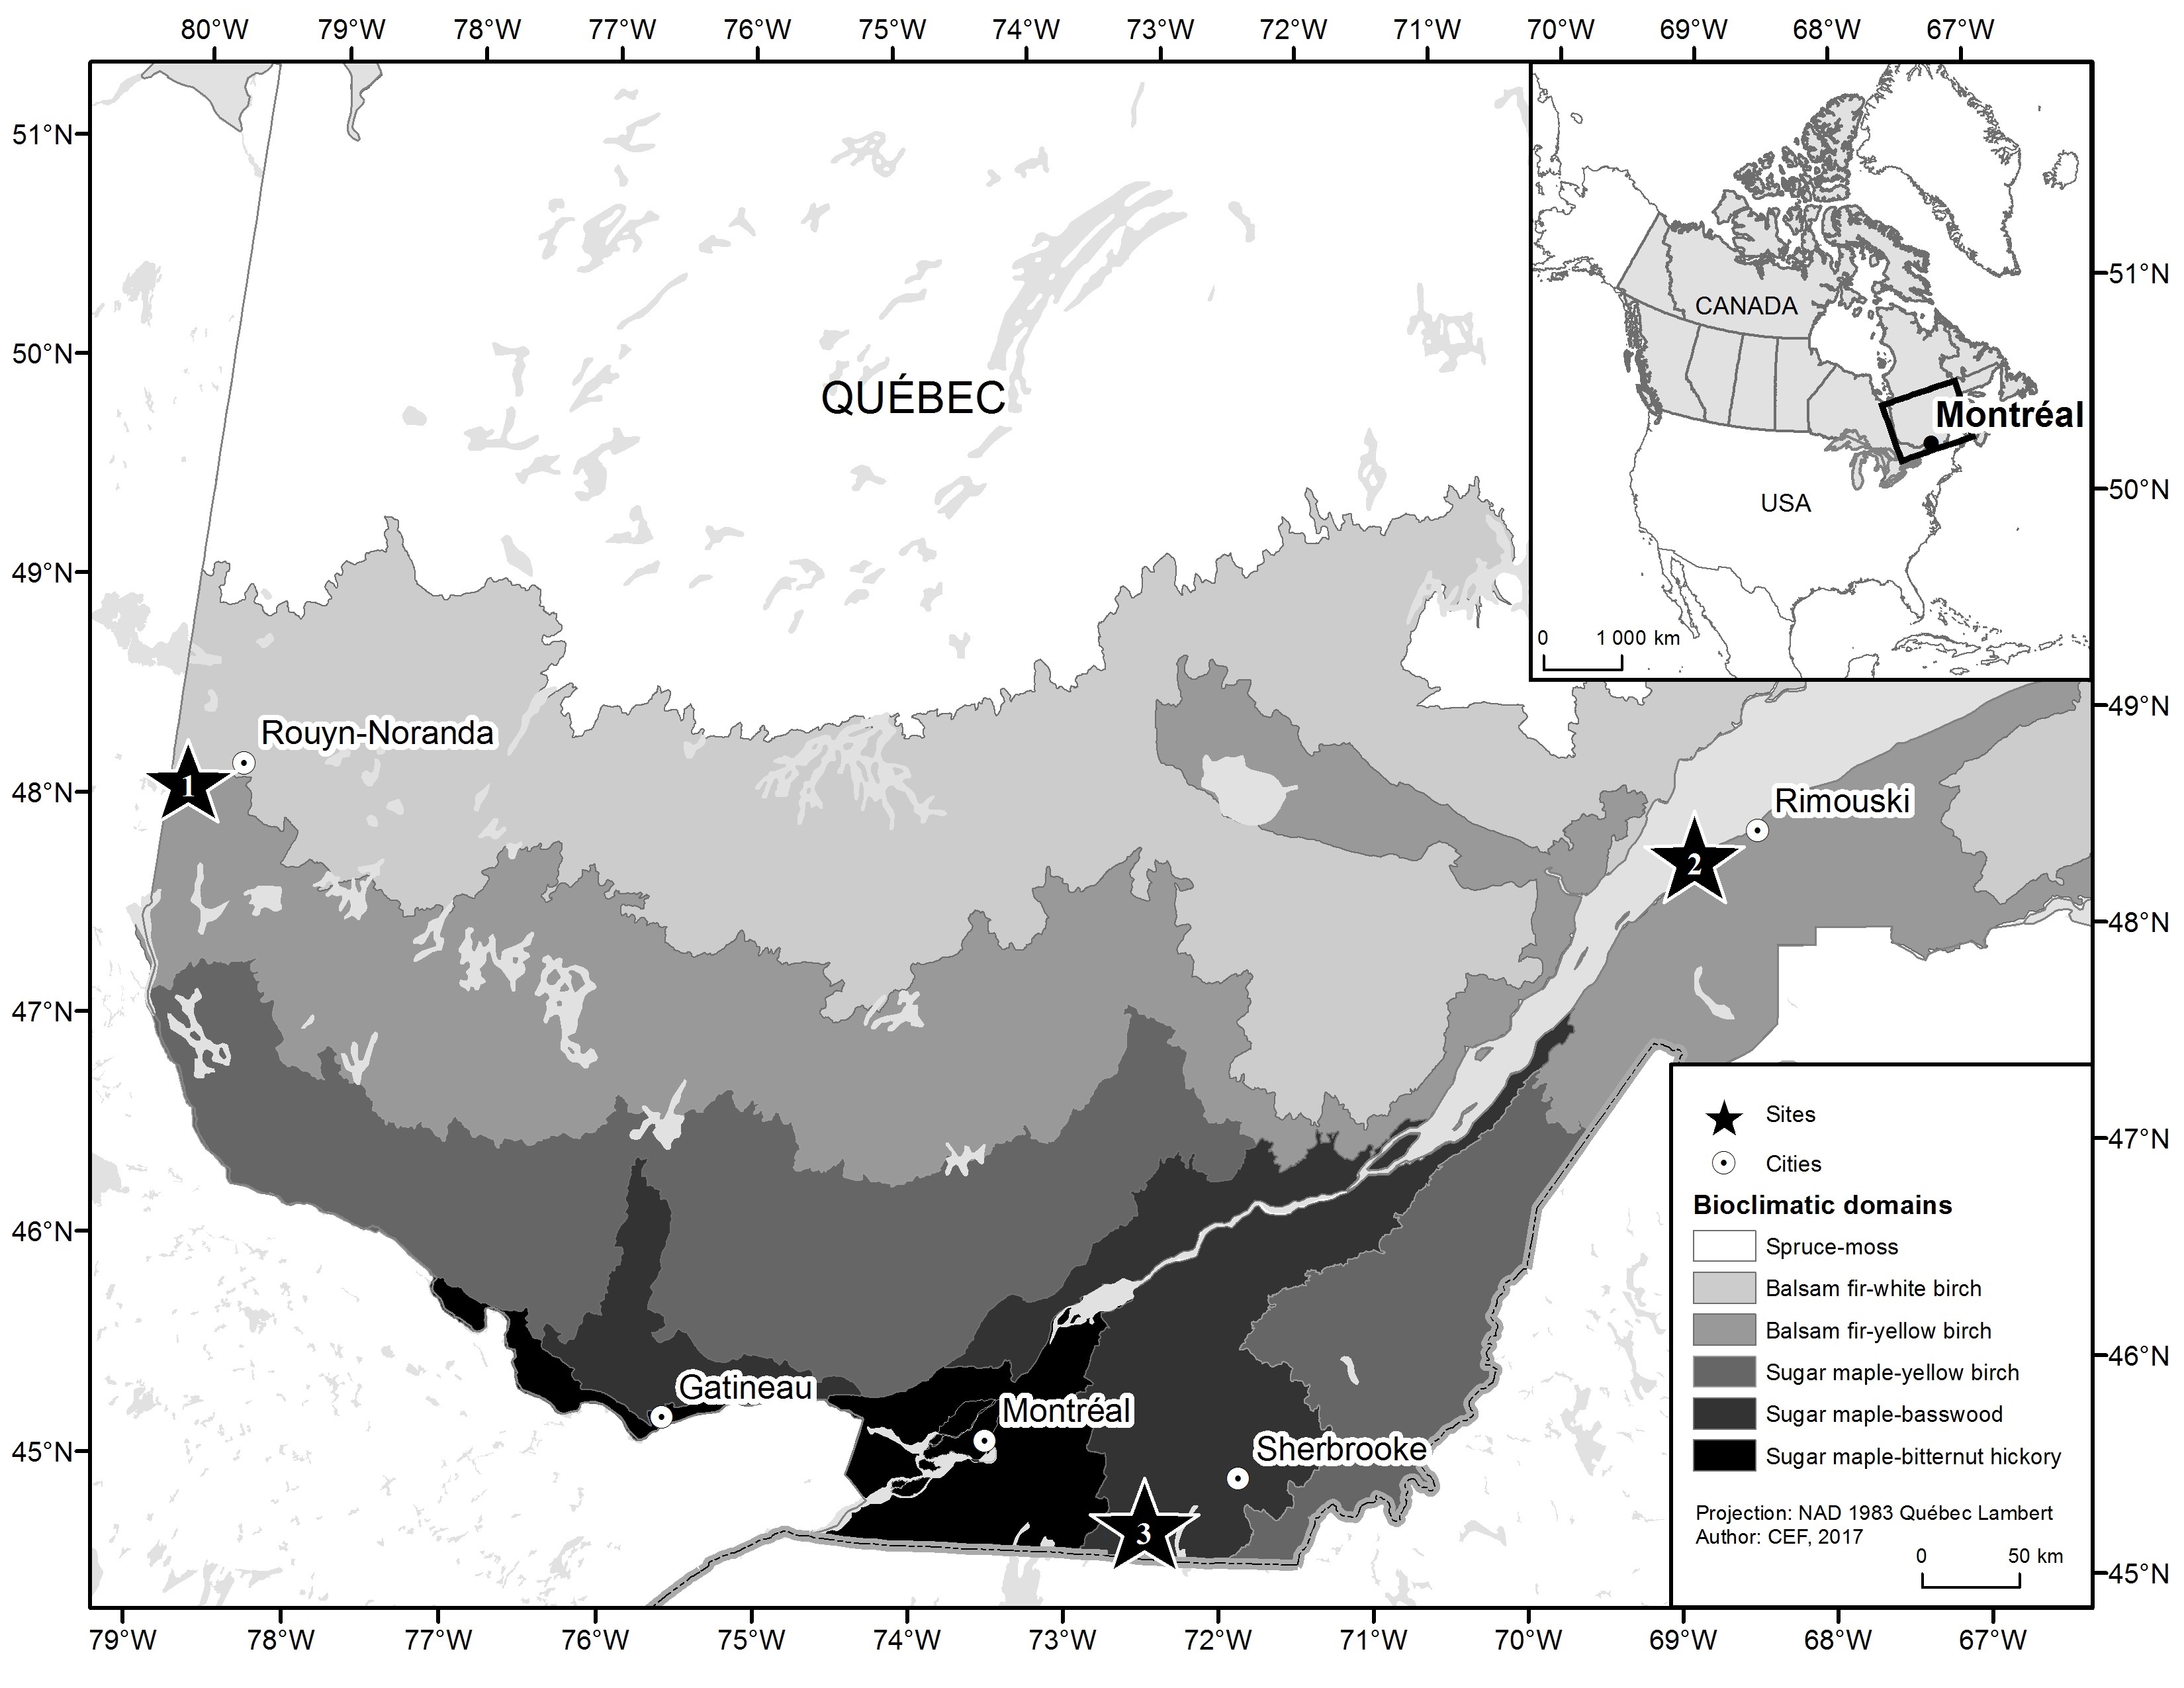 80°W 79°W 78°W 77°W 76°W 75°W 74°W 73°W 72°W 71°W 70°W 69°W 68°W 67°W
51°N
50°N
49°N
48°N
47°N
46°N
45°N
QUÉBEC
Rouyn-Noranda
1
Rimouski
2
Gatineau
Montréal
Sherbrooke
3
CANADA
Montréal
USA
0 1 000 km
51°N
50°N
49°N
48°N
47°N
46°N
45°N
Sites
Cities
Bioclimatic domains
Spruce-moss
Balsam fir-white birch
Balsam fir-yellow birch
Sugar maple-yellow birch
Sugar maple-basswood
Sugar maple-bitternut hickory
Projection: NAD 1983 Québec Lambert
Author: CEF, 2017
0 50 km
79°W 78°W 77°W 76°W 75°W 74°W 73°W 72°W 71°W 70°W 69°W 68°W 67°W